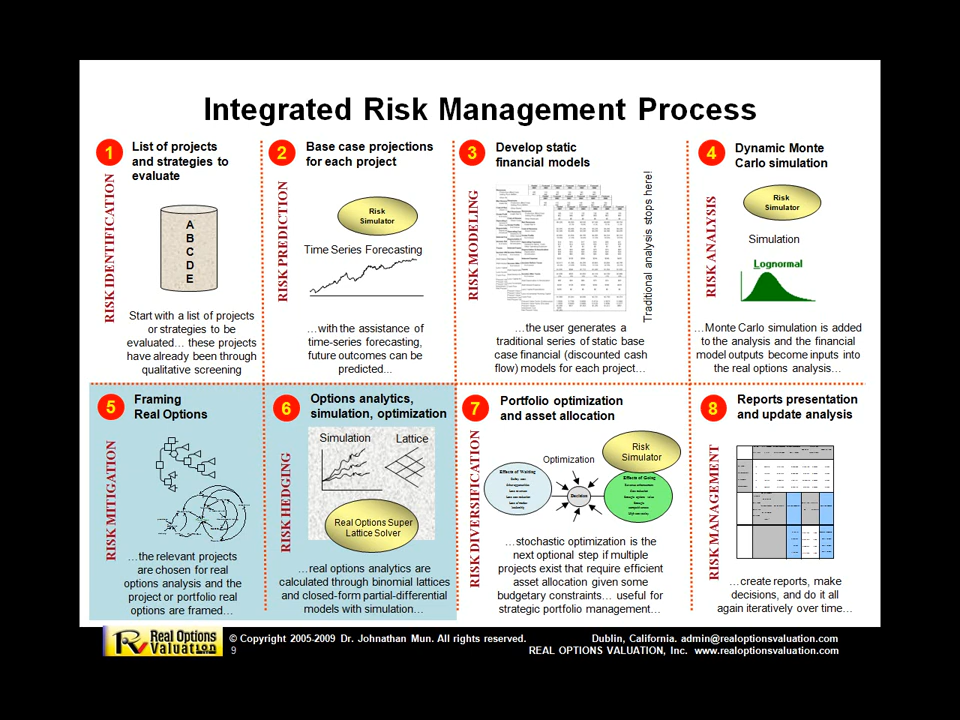 Integrated Risk Management Process
1
List of projects
and strategies to
evaluate
RISK IDENTIFICATION
A
B
C
D
E
Start with a list of projects
or strategies to be
evaluated… these projects
have already been through
qualitative screening
2
Base case projections
for each project
RISK PREDICTION
Risk
Simulator
Time Series Forecasting
…with the assistance of
time-series forecasting,
future outcomes can be
predicted...
3
Develop static
financial models
RISK MODELING
Traditional analysis stops here!
…the user generates a
traditional series of static base
case financial (discounted cash
flow) models for each project…
4
Dynamic Monte
Carlo simulation
RISK ANALYSIS
Risk
Simulator
Simulation
Lognormal
…Monte Carlo simulation is added
to the analysis and the financial
model outputs become inputs into
the real options analysis…
5
Framing
Real Options
RISK MITIGATION
…the relevant projects
are chosen for real
options analysis and the
project or portfolio real
options are framed…
6
Options analytics,
simulation, optimization
RISK HEDGING
Simulation
Lattice
Real Options Super
Lattice Solver
…real options analytics are
calculated through binomial lattices
and closed-form partial-differential
models with simulation…
7
Portfolio optimization
and asset allocation
RISK DIVERSIFICATION
Optimization
Risk
Simulator
Effects of Waiting
Decision
Effects of Going
…stochastic optimization is the
next optional step if multiple
projects exist that require efficient
asset allocation given some
budgetary constraints… useful for
strategic portfolio management…
8
Reports presentation
and update analysis
RISK MANAGEMENT
…create reports, make
decisions, and do it all
again iteratively over time…
Real Options
Valuation
© Copyright 2005-2009 Dr. Johnathan Mun. All rights reserved.
Dublin, California. admin@realoptionsvaluation.com
9
REAL OPTIONS VALUATION, Inc. www.realoptionsvaluation.com